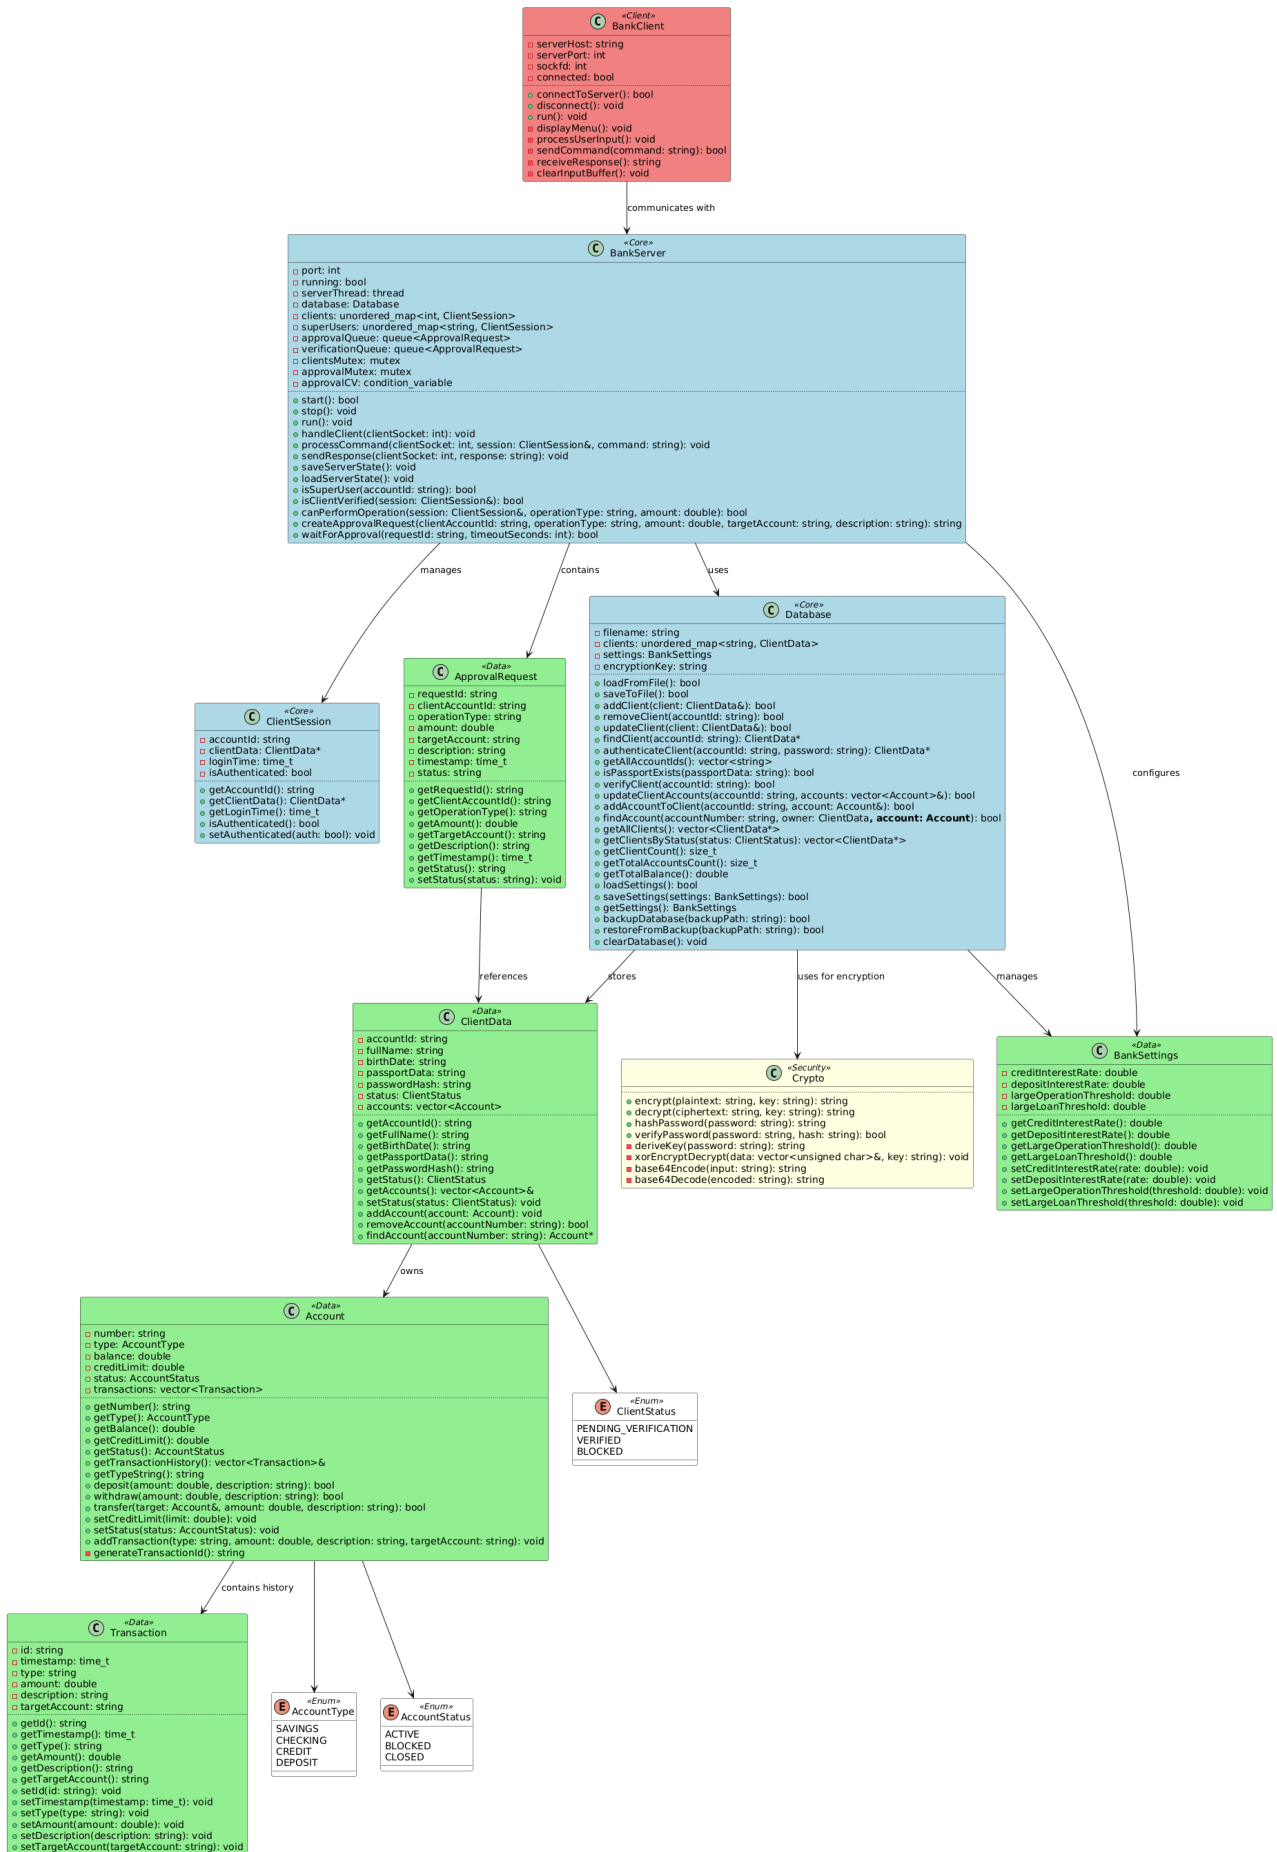 «Client»
BankClient
serverHost: string
serverPort: int
sockfd: int
connected: bool
connectToServer(): bool
disconnect(): void
run(): void
displayMenu(): void
processUserInput(): void
sendCommand(command: string): bool
receiveResponse(): string
clearInputBuffer(): void
communicates with
«Core»
BankServer
port: int
running: bool
serverThread: thread
database: Database
clients: unordered_map<int, ClientSession>
superUsers: unordered_map<string, ClientSession>
approvalQueue: queue<ApprovalRequest>
verificationQueue: queue<ApprovalRequest>
clientsMutex: mutex
approvalMutex: mutex
approvalCV: condition_variable
start(): bool
stop(): void
run(): void
handleClient(clientSocket: int): void
processCommand(clientSocket: int, session: ClientSession&, command: string): void
sendResponse(clientSocket: int, response: string): void
saveServerState(): void
loadServerState(): void
isSuperUser(accountId: string): bool
isClientVerified(session: ClientSession&): bool
canPerformOperation(session: ClientSession&, operationType: string, amount: double): bool
createApprovalRequest(clientAccountId: string, operationType: string, amount: double, targetAccount: string, description: string): string
waitForApproval(requestId: string, timeoutSeconds: int): bool
manages
contains
uses
configures
«Core»
ClientSession
accountId: string
clientData: ClientData*
loginTime: time_t
isAuthenticated: bool
getAccountId(): string
getClientData(): ClientData*
getLoginTime(): time_t
isAuthenticated(): bool
setAuthenticated(auth: bool): void
«Data»
ApprovalRequest
requestId: string
clientAccountId: string
operationType: string
amount: double
targetAccount: string
description: string
timestamp: time_t
status: string
getRequestId(): string
getClientAccountId(): string
getOperationType(): string
getAmount(): double
getTargetAccount(): string
getDescription(): string
getTimestamp(): time_t
getStatus(): string
setStatus(status: string): void
«Core»
Database
filename: string
clients: unordered_map<string, ClientData>
settings: BankSettings
encryptionKey: string
loadFromFile(): bool
saveToFile(): bool
addClient(client: ClientData&): bool
removeClient(accountId: string): bool
updateClient(client: ClientData&): bool
findClient(accountId: string): ClientData*
authenticateClient(accountId: string, password: string): ClientData*
getAllAccountIds(): vector<string>
isPassportExists(passportData: string): bool
verifyClient(accountId: string): bool
updateClientAccounts(accountId: string, accounts: vector<Account>&): bool
addAccountToClient(accountId: string, account: Account&): bool
findAccount(accountNumber: string, owner: ClientData, account: Account): bool
getAllClients(): vector<ClientData*>
getClientsByStatus(status: ClientStatus): vector<ClientData*>
getClientCount(): size_t
getTotalAccountsCount(): size_t
getTotalBalance(): double
loadSettings(): bool
saveSettings(settings: BankSettings): bool
getSettings(): BankSettings
backupDatabase(backupPath: string): bool
restoreFromBackup(backupPath: string): bool
clearDatabase(): void
references
stores
uses for encryption
manages
«Data»
ClientData
accountId: string
fullName: string
birthDate: string
passportData: string
passwordHash: string
status: ClientStatus
accounts: vector<Account>
getAccountId(): string
getFullName(): string
getBirthDate(): string
getPassportData(): string
getPasswordHash(): string
getStatus(): ClientStatus
getAccounts(): vector<Account>&
setStatus(status: ClientStatus): void
addAccount(account: Account): void
removeAccount(accountNumber: string): bool
findAccount(accountNumber: string): Account*
«Security»
Crypto
encrypt(plaintext: string, key: string): string
decrypt(ciphertext: string, key: string): string
hashPassword(password: string): string
verifyPassword(password: string, hash: string): bool
deriveKey(password: string): string
xorEncryptDecrypt(data: vector<unsigned char>&, key: string): void
base64Encode(input: string): string
base64Decode(encoded: string): string
«Data»
BankSettings
creditInterestRate: double
depositInterestRate: double
largeOperationThreshold: double
largeLoanThreshold: double
getCreditInterestRate(): double
getDepositInterestRate(): double
getLargeOperationThreshold(): double
getLargeLoanThreshold(): double
setCreditInterestRate(rate: double): void
setDepositInterestRate(rate: double): void
setLargeOperationThreshold(threshold: double): void
setLargeLoanThreshold(threshold: double): void
owns
«Data»
Account
number: string
type: AccountType
balance: double
creditLimit: double
status: AccountStatus
transactions: vector<Transaction>
getNumber(): string
getType(): AccountType
getBalance(): double
getCreditLimit(): double
getStatus(): AccountStatus
getTransactionHistory(): vector<Transaction>&
getTypeString(): string
deposit(amount: double, description: string): bool
withdraw(amount: double, description: string): bool
transfer(target: Account&, amount: double, description: string): bool
setCreditLimit(limit: double): void
setStatus(status: AccountStatus): void
addTransaction(type: string, amount: double, description: string, targetAccount: string): void
generateTransactionId(): string
«Enum»
ClientStatus
PENDING_VERIFICATION
VERIFIED
BLOCKED
contains history
«Data»
Transaction
id: string
timestamp: time_t
type: string
amount: double
description: string
targetAccount: string
getId(): string
getTimestamp(): time_t
getType(): string
getAmount(): double
getDescription(): string
getTargetAccount(): string
setId(id: string): void
setTimestamp(timestamp: time_t): void
setType(type: string): void
setAmount(amount: double): void
setDescription(description: string): void
setTargetAccount(targetAccount: string): void
«Enum»
AccountType
SAVINGS
CHECKING
CREDIT
DEPOSIT
«Enum»
AccountStatus
ACTIVE
BLOCKED
CLOSED